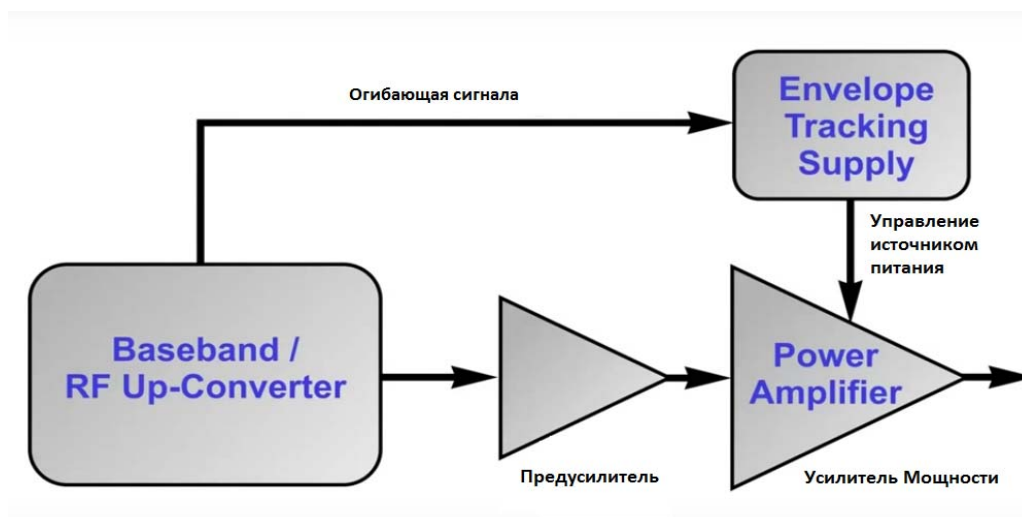 Огибающая сигнала
Envelope
Tracking
Supply
Управление
источником
питания
Baseband /
RF Up-Converter
Power
Amplifier
Предусилитель
Усилитель Мощности